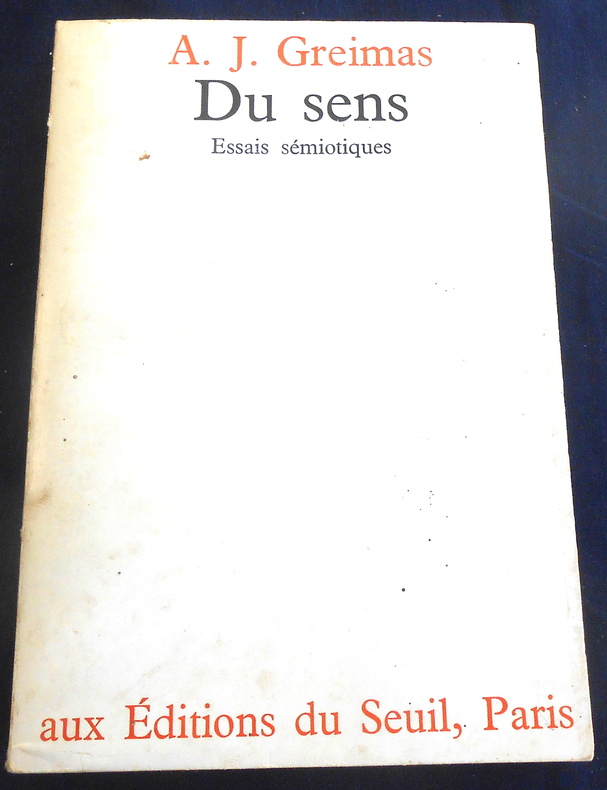 A. J. Greimas
Du sens
Essais sémiotiques
aux Éditions du Seuil, Paris